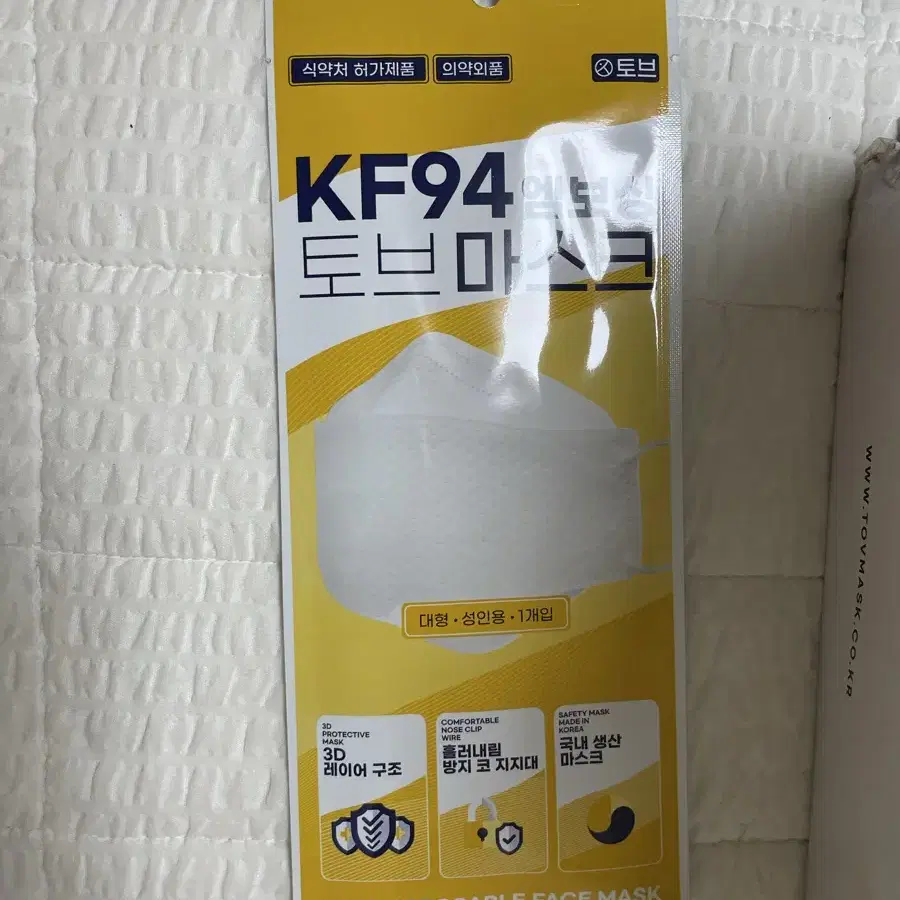 식약처 허가제품
의약외품
토브
KF94 엠보싱
토브마스크
대형·성인용·1개입
3D
PROTECTIVE
MASK
3D
레이어 구조
COMFORTABLE
NOSE CLIP
WIRE
흘러내림
방지 코 지지대
SAFETY MASK
MADE IN
KOREA
국내 생산
마스크
FACE MASK
WWW.TOVMASK.CO.KR